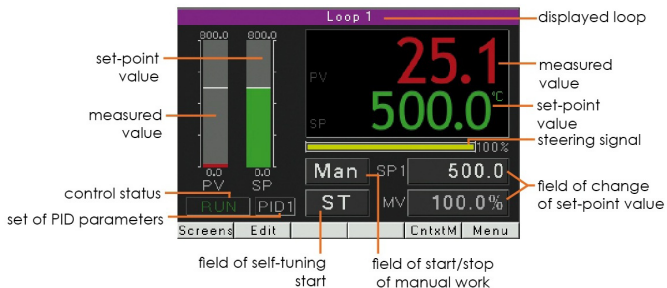 Loop 1
displayed loop
800.0 800.0
set-point
value
measured
value
PV
25.1
measured
value
SP
500.0
°C
set-point
value
steering signal
100%
0.0 0.0
PV SP
Man
SP1
500.0
control status
RUN
PID1
ST
MV
100.0%
field of change
of set-point value
set of PID parameters
Screens Edit CntxtM Menu
field of self-tuning
start
field of start/stop
of manual work